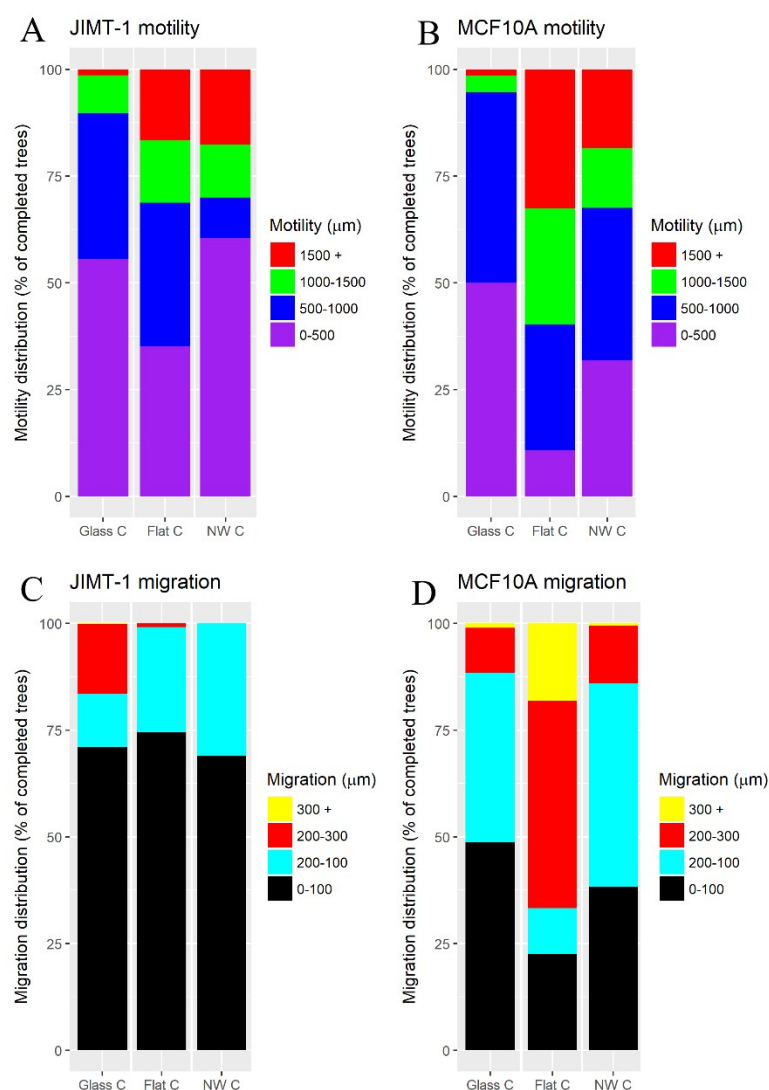 A
JIMT-1 motility
Motility distribution (% of completed trees)
100
75
50
25
0
Glass C
Flat C
NW C
Motility (μm)
1500 +
1000-1500
500-1000
0-500
B
MCF10A motility
Motility distribution (% of completed trees)
100
75
50
25
0
Glass C
Flat C
NW C
Motility (μm)
1500 +
1000-1500
500-1000
0-500
C
JIMT-1 migration
Migration distribution (% of completed trees)
100
75
50
25
0
Glass C
Flat C
NW C
Migration (μm)
300 +
200-300
200-100
0-100
D
MCF10A migration
Migration distribution (% of completed trees)
100
75
50
25
0
Glass C
Flat C
NW C
Migration (μm)
300 +
200-300
200-100
0-100